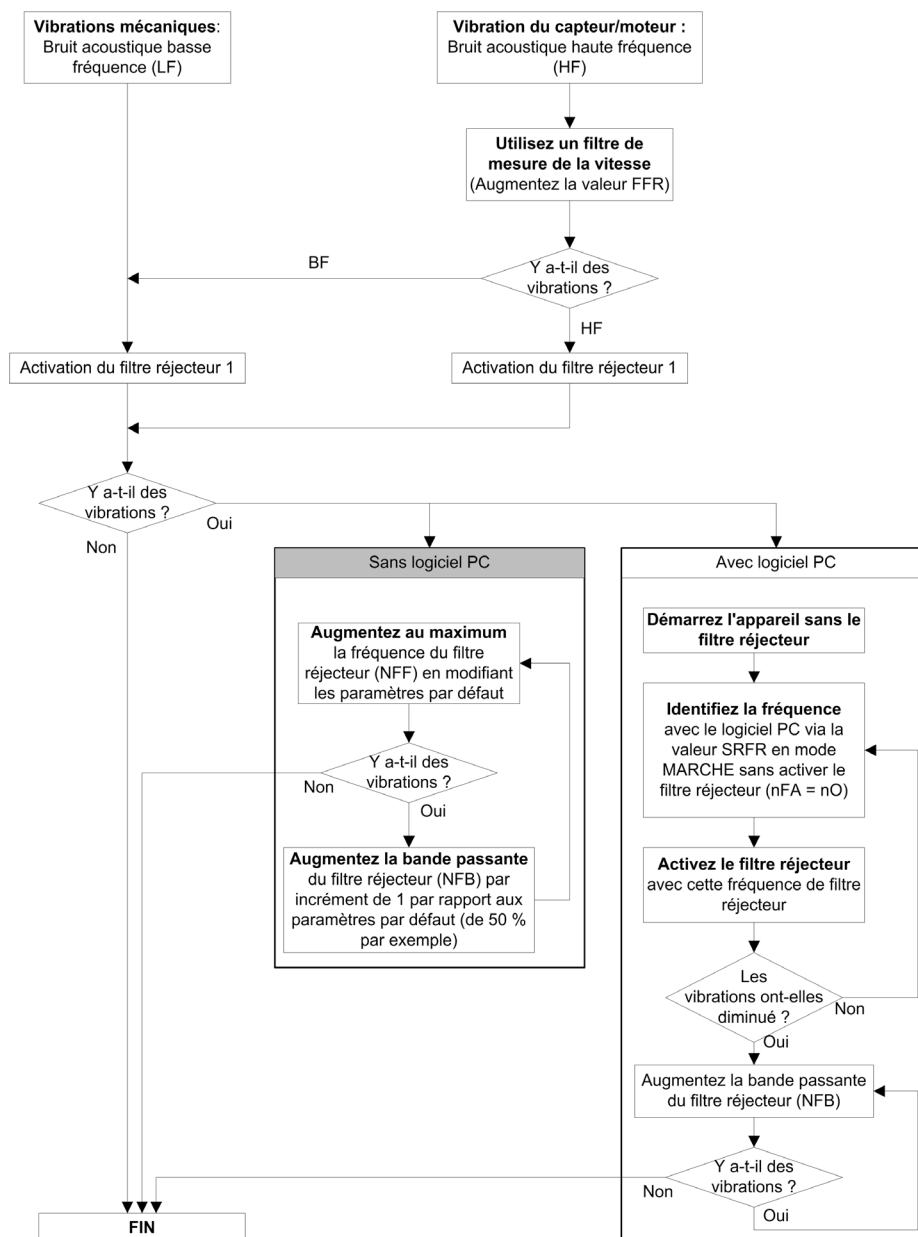 Vibrations mécaniques:
Bruit acoustique basse
fréquence (LF)
Vibration du capteur/moteur :
Bruit acoustique haute fréquence
(HF)
Utilisez un filtre de
mesure de la vitesse
(Augmentez la valeur FFR)
BF
Y a-t-il des
vibrations ?
HF
Activation du filtre réjecteur 1
Activation du filtre réjecteur 1
Y a-t-il des
vibrations ?
Oui
Non
Sans logiciel PC
Augmentez au maximum
la fréquence du filtre
réjecteur (NFF) en modifiant
les paramètres par défaut
Y a-t-il des
vibrations ?
Non
Oui
Augmentez la bande passante
du filtre réjecteur (NFB) par
incrément de 1 par rapport aux
paramètres par défaut (de 50 %
par exemple)
Avec logiciel PC
Démarrez l'appareil sans le
filtre réjecteur
Identifiez la fréquence
avec le logiciel PC via la
valeur SRFR en mode
MARCHE sans activer le
filtre réjecteur (nFA = nO)
Activez le filtre réjecteur
avec cette fréquence de filtre
réjecteur
Les
vibrations ont-elles
diminué ?
Non
Oui
Augmentez la bande passante
du filtre réjecteur (NFB)
Y a-t-il des
vibrations ?
Non
Oui
FIN